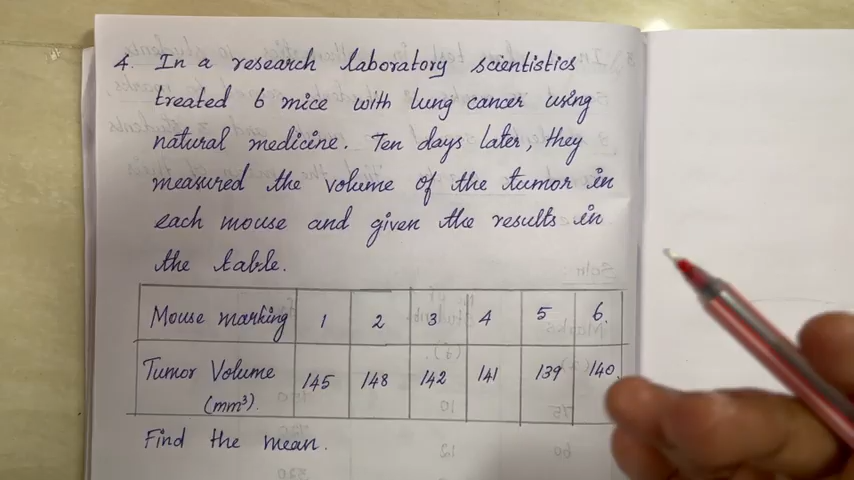 4. In a research laboratory scientistics
treated 6 mice with lung cancer using
natural medicine. Ten days later, they
measured the volume of the tumor in
each mouse and given the results in
the table.
Mouse marking 1 2 3 4 5 6.
Tumor Volume (mm³). 145 148 142 141 139 140.
Find the mean.